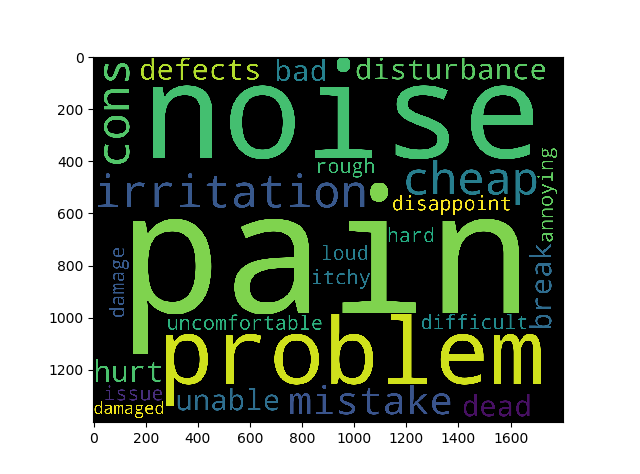 0
200
400
600
800
1000
1200
0 200 400 600 800 1000 1200 1400 1600
cons
defects bad disturbance
noise
rough
cheap
annoying
irritation
disappoint
pain
hard
loud
itchy
damage
break
uncomfortable
difficult
problem
hurt
issue
damaged
unable
mistake
dead